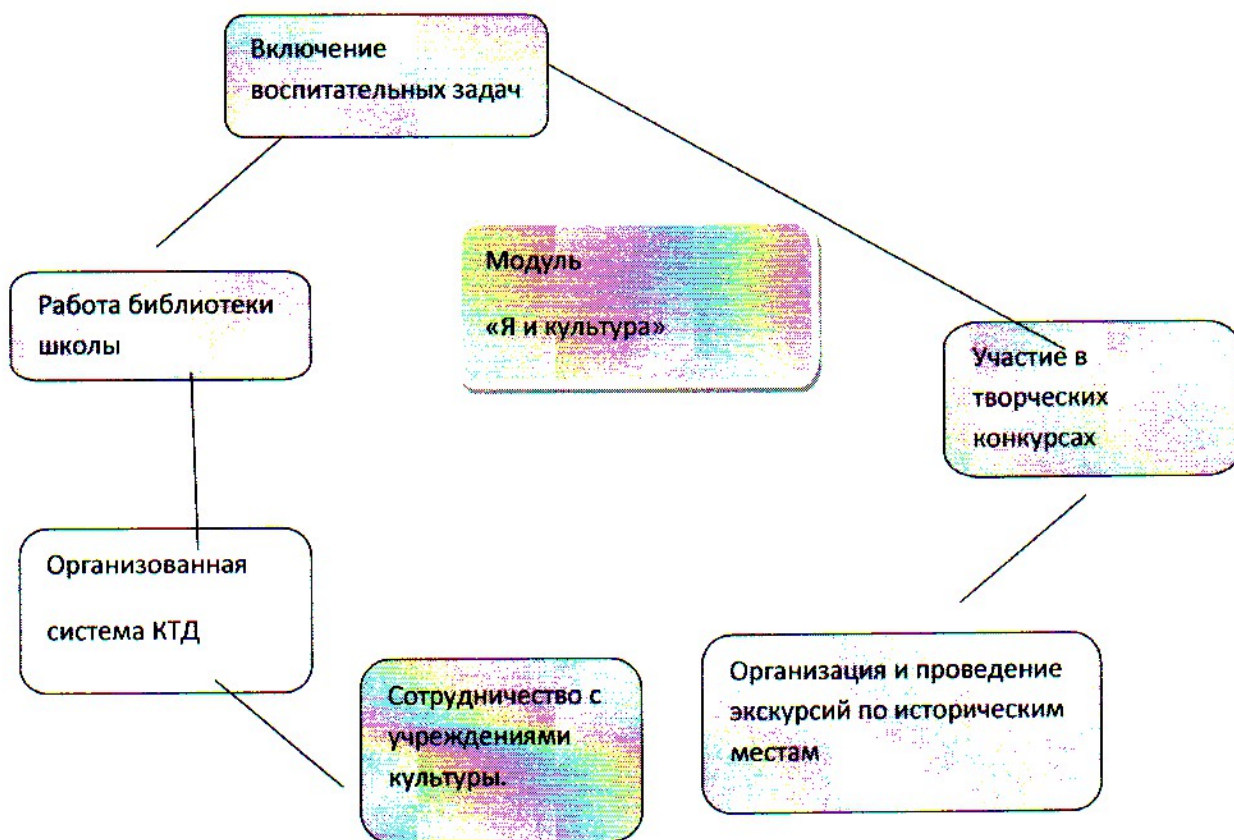 Включение
воспитательных задач
Модуль
«Я и культура»
Работа библиотеки
школы
Участие в
творческих
конкурсах
Организованная
система КТД
Сотрудничество с
учреждениями
культуры.
Организация и проведение
экскурсий по историческим
местам